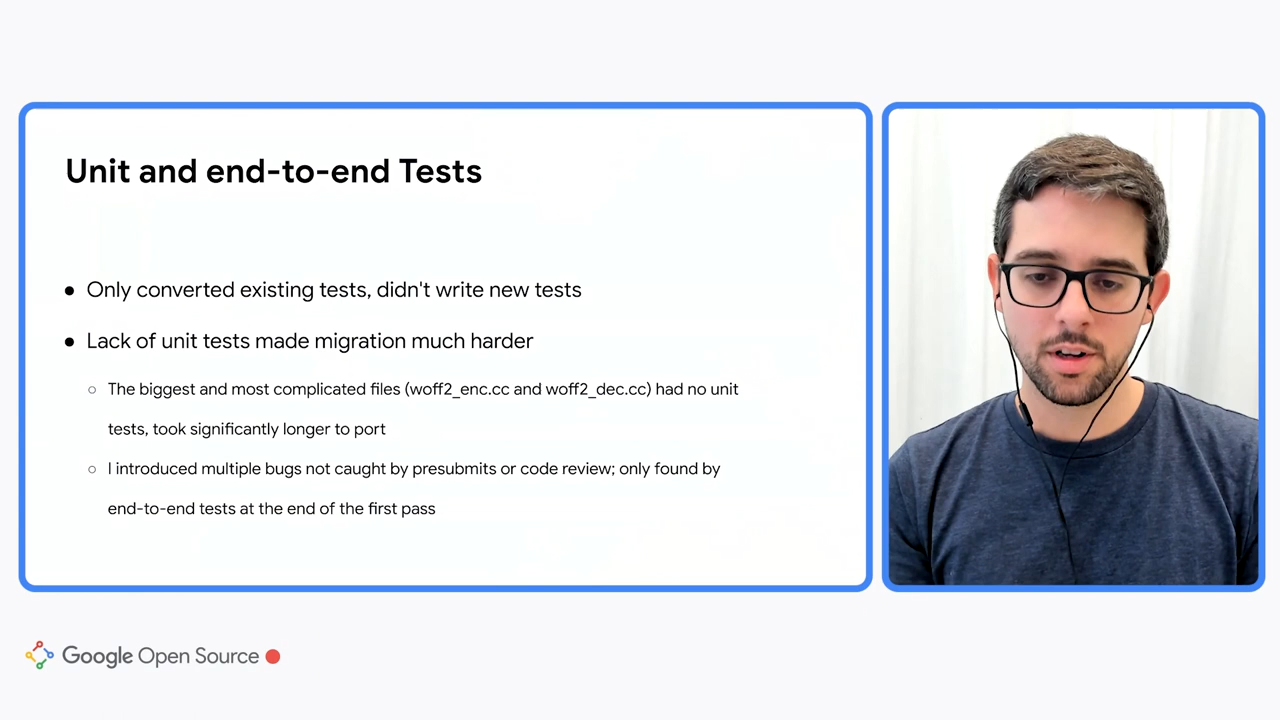 Unit and end-to-end Tests
● Only converted existing tests, didn't write new tests
● Lack of unit tests made migration much harder
○ The biggest and most complicated files (woff2_enc.cc and woff2_dec.cc) had no unit
tests, took significantly longer to port
○ I introduced multiple bugs not caught by presubmits or code review; only found by
end-to-end tests at the end of the first pass
Google Open Source